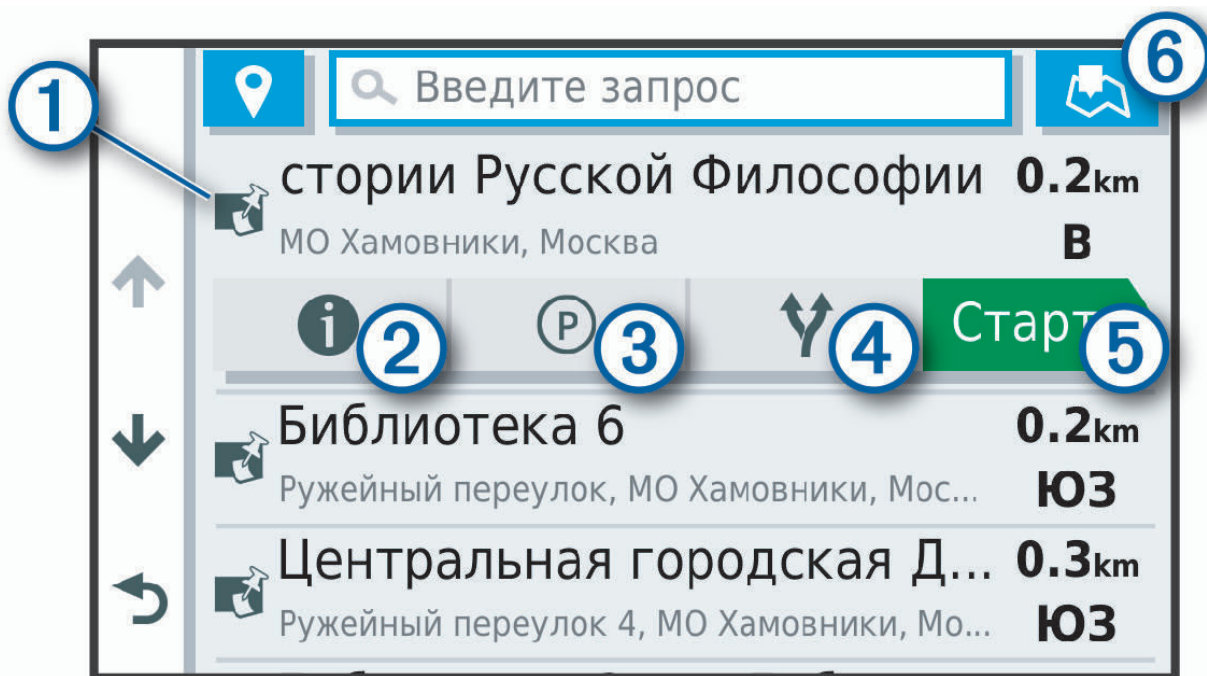 6
1
Введите запрос
стории Русской Философии 0.2km
МО Хамовники, Москва В
i 2 P 3 4 Старт 5
Библиотека 6 0.2km
Ружейный переулок, МО Хамовники, Мос... ЮЗ
Центральная городская Д... 0.3km
Ружейный переулок 4, МО Хамовники, Мо... ЮЗ